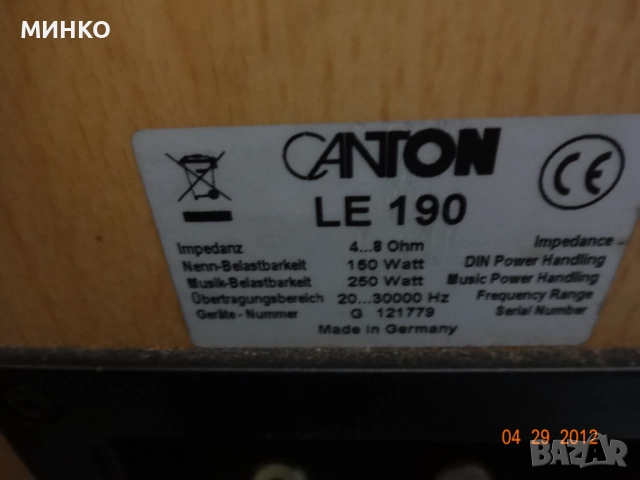 МИНКО
CANTON
CE
LE 190
Impedanz 4...8 Ohm Impedance
Nenn-Belastbarkeit 150 Watt DIN Power Handling
Musik-Belastbarkeit 250 Watt Music Power Handling
Übertragungsbereich 20...30000 Hz Frequency Range
Geräte - Nummer G 121779 Serial Number
Made in Germany
04 29 2012
BAZAR